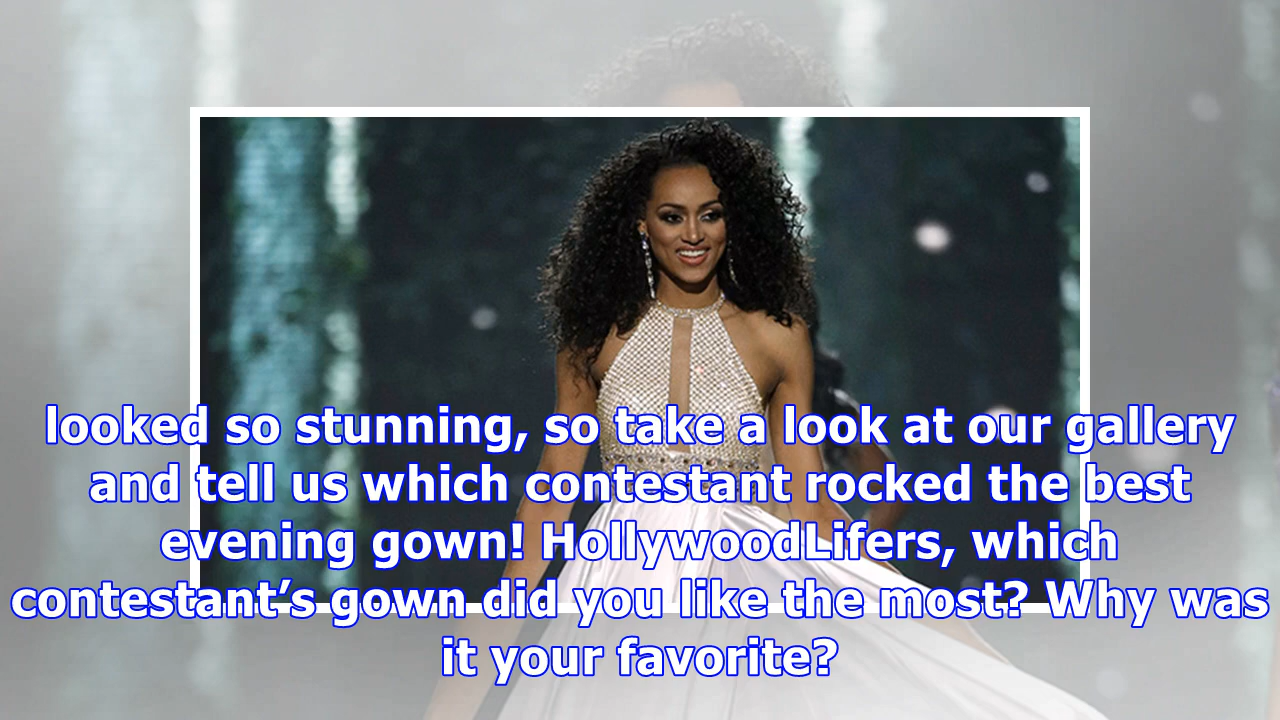 looked so stunning, so take a look at our gallery
and tell us which contestant rocked the best
evening gown! HollywoodLifers, which
contestant’s gown did you like the most? Why was
it your favorite?